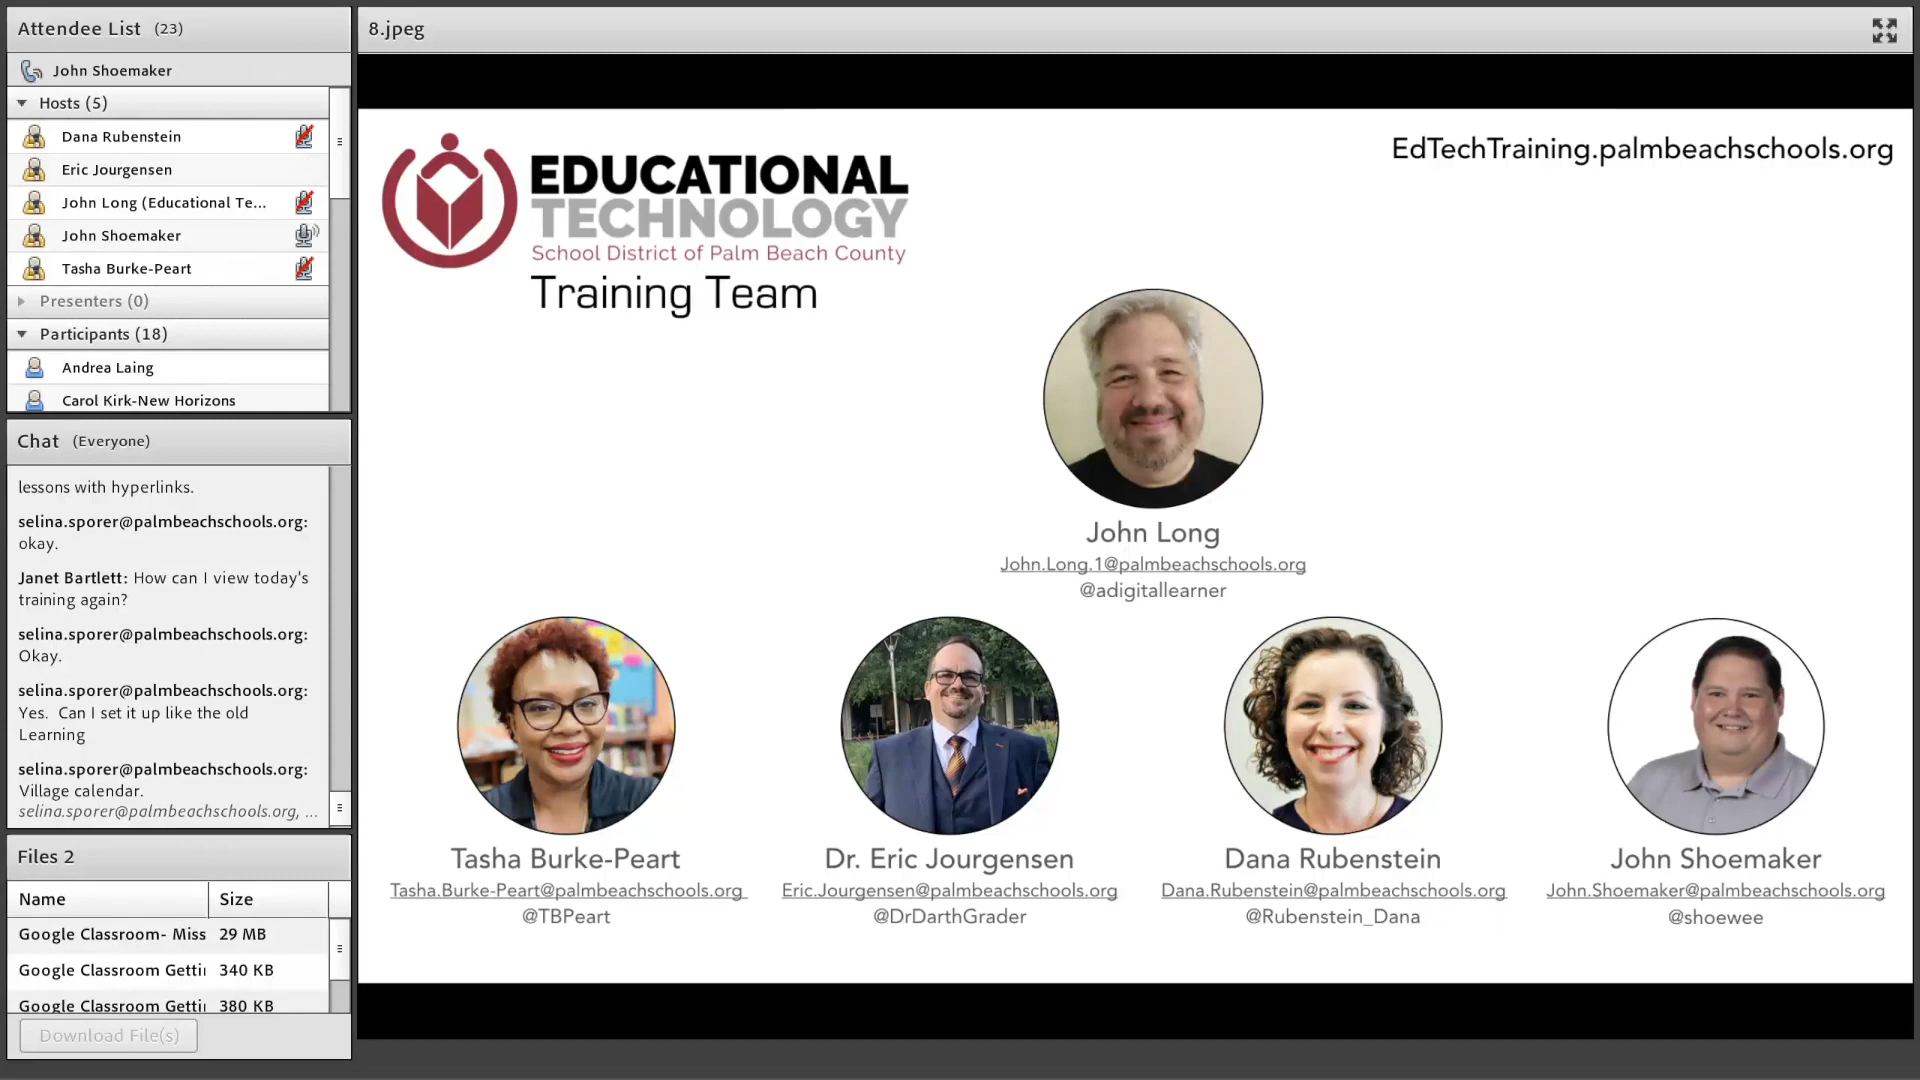 Attendee List (23)
John Shoemaker
Hosts (5)
Dana Rubenstein
Eric Jourgensen
John Long (Educational Te...
John Shoemaker
Tasha Burke-Peart
Presenters (0)
Participants (18)
Andrea Laing
Carol Kirk-New Horizons
Chat (Everyone)
lessons with hyperlinks.
selina.sporer@palmbeachschools.org:
okay.
Janet Bartlett: How can I view today's
training again?
selina.sporer@palmbeachschools.org:
Okay.
selina.sporer@palmbeachschools.org:
Yes. Can I set it up like the old
Learning
selina.sporer@palmbeachschools.org:
Village calendar.
selina.sporer@palmbeachschools.org, ...
Files 2
Name Size
Google Classroom- Miss 29 MB
Google Classroom Getti 340 KB
Google Classroom Getti 380 KB
Download File(s)
8.jpeg
EdTechTraining.palmbeachschools.org
EDUCATIONAL
TECHNOLOGY
School District of Palm Beach County
Training Team
John Long
John.Long.1@palmbeachschools.org
@adigitallearner
Tasha Burke-Peart
Tasha.Burke-Peart@palmbeachschools.org
@TBPeart
Dr. Eric Jourgensen
Eric.Jourgensen@palmbeachschools.org
@DrDarthGrader
Dana Rubenstein
Dana.Rubenstein@palmbeachschools.org
@Rubenstein_Dana
John Shoemaker
John.Shoemaker@palmbeachschools.org
@shoewee